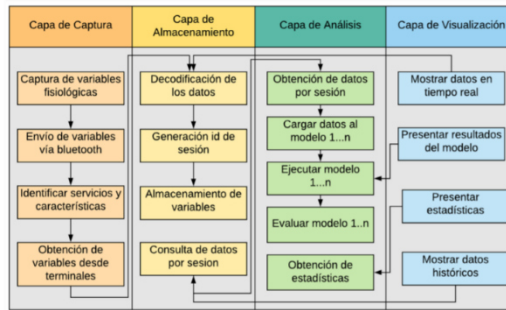 Capa de Captura
Capa de
Almacenamiento
Capa de Análisis
Capa de Visualización
Captura de variables
fisiológicas
Envío de variables
vía bluetooth
Identificar servicios y
características
Obtención de
variables desde
terminales
Decodificación de
los datos
Generación id de
sesión
Almacenamiento de
variables
Consulta de datos
por sesion
Obtención de datos
por sesión
Cargar datos al
modelo 1...n
Ejecutar modelo
1...n
Evaluar modelo 1..n
Obtención de
estadísticas
Mostrar datos en
tiempo real
Presentar resultados
del modelo
Presentar
estadísticas
Mostrar datos
históricos